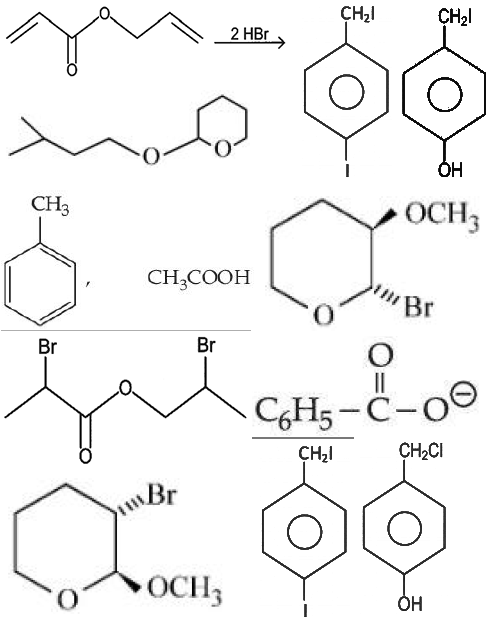 O
O
2 HBr
CH₂I
I
CH₂I
OH
O
O
CH₃
,
CH₃COOH
OCH₃
Br
O
Br
O
O
Br
O
C₆H₅ – C – O⊖
Br
OCH₃
O
CH₂I
I
CH₂Cl
OH